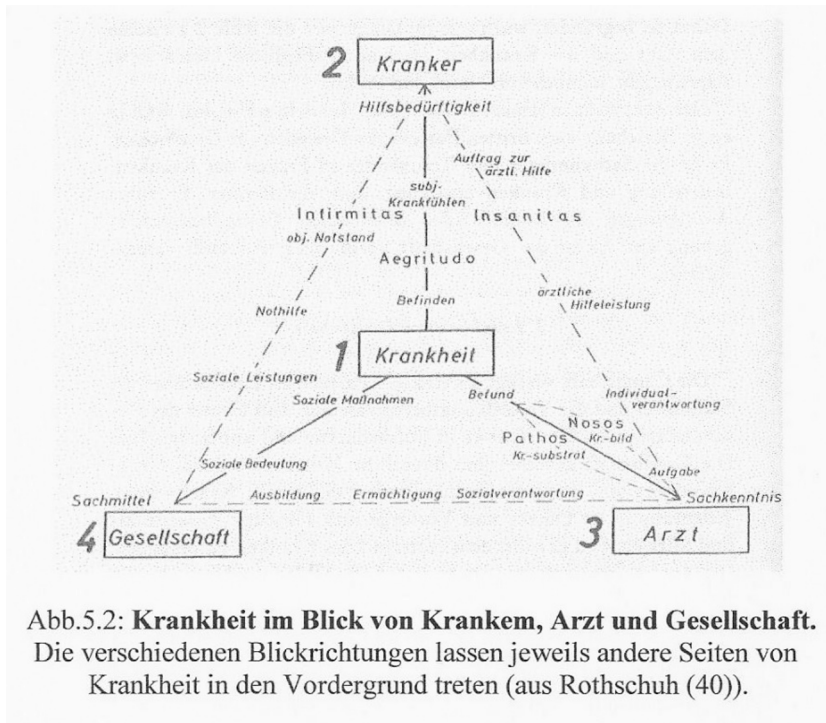 2 Kranker
Hilfsbedürftigkeit
Auftrag zur
ärztl. Hilfe
subj.
Krankfühlen
Infirmitas Insanitas
obj. Notstand
Aegritudo
ärztliche
Hilfeleistung
Befinden
Nothilfe
1 Krankheit
Soziale Leistungen
Soziale Maßnahmen
Befund
Individual-
verantwortung
Nosos
Kr.-bild
Pathos
Kr.-substrat
Soziale Bedeutung
Aufgabe
Sachmittel Ausbildung Ermächtigung Sozialverantwortung Sachkenntnis
4 Gesellschaft 3 Arzt
Abb.5.2: Krankheit im Blick von Krankem, Arzt und Gesellschaft.
Die verschiedenen Blickrichtungen lassen jeweils andere Seiten von
Krankheit in den Vordergrund treten (aus Rothschuh (40)).